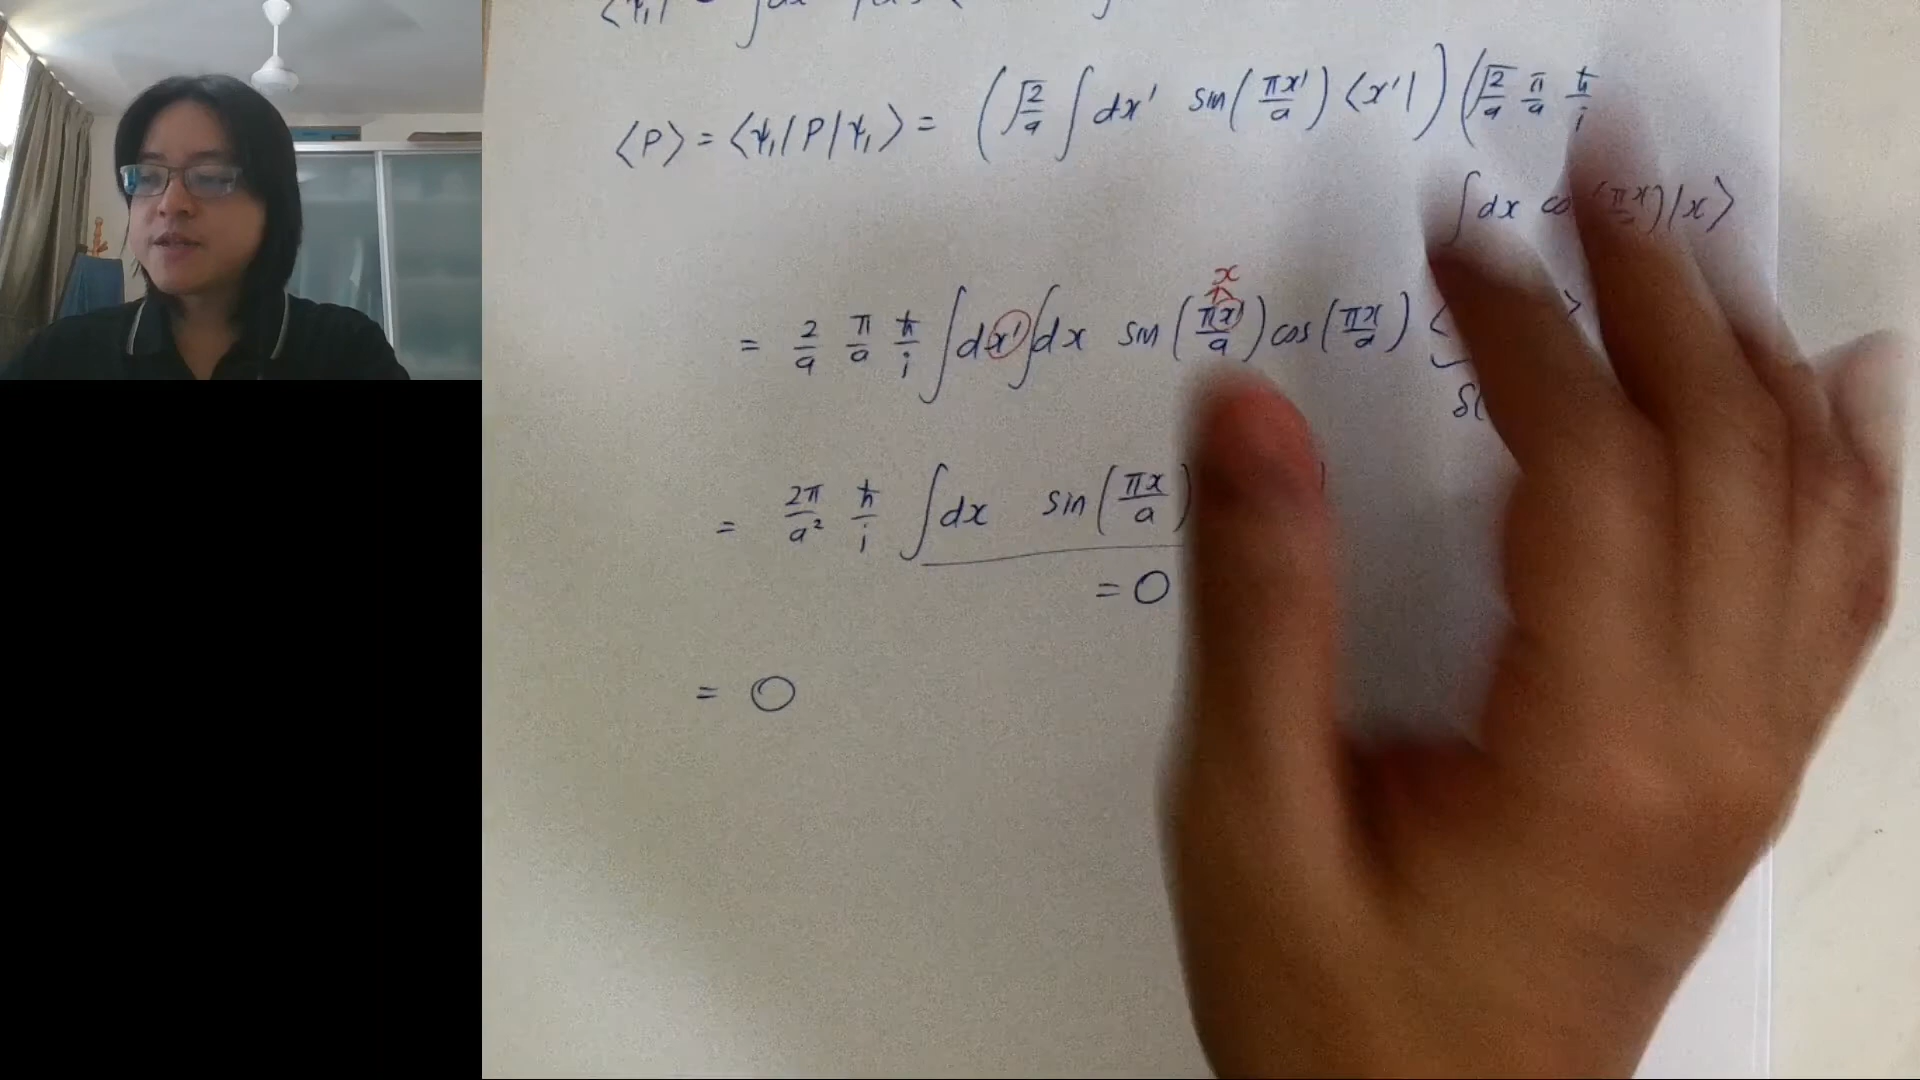 ⟨P⟩ = ⟨ψ₁|P|ψ₁⟩ = (√(2/a) ∫dx' sin(πx'/a) ⟨x'|) (√(2/a) π/a ħ/i
∫dx cos(πx/a)|x⟩
x
= 2/a π/a ħ/i ∫dx' ∫dx sin(πx'/a) cos(πx/a) ⟨ ⟩
δ(
= 2π/a² ħ/i ∫dx sin(πx/a)
= 0
= 0